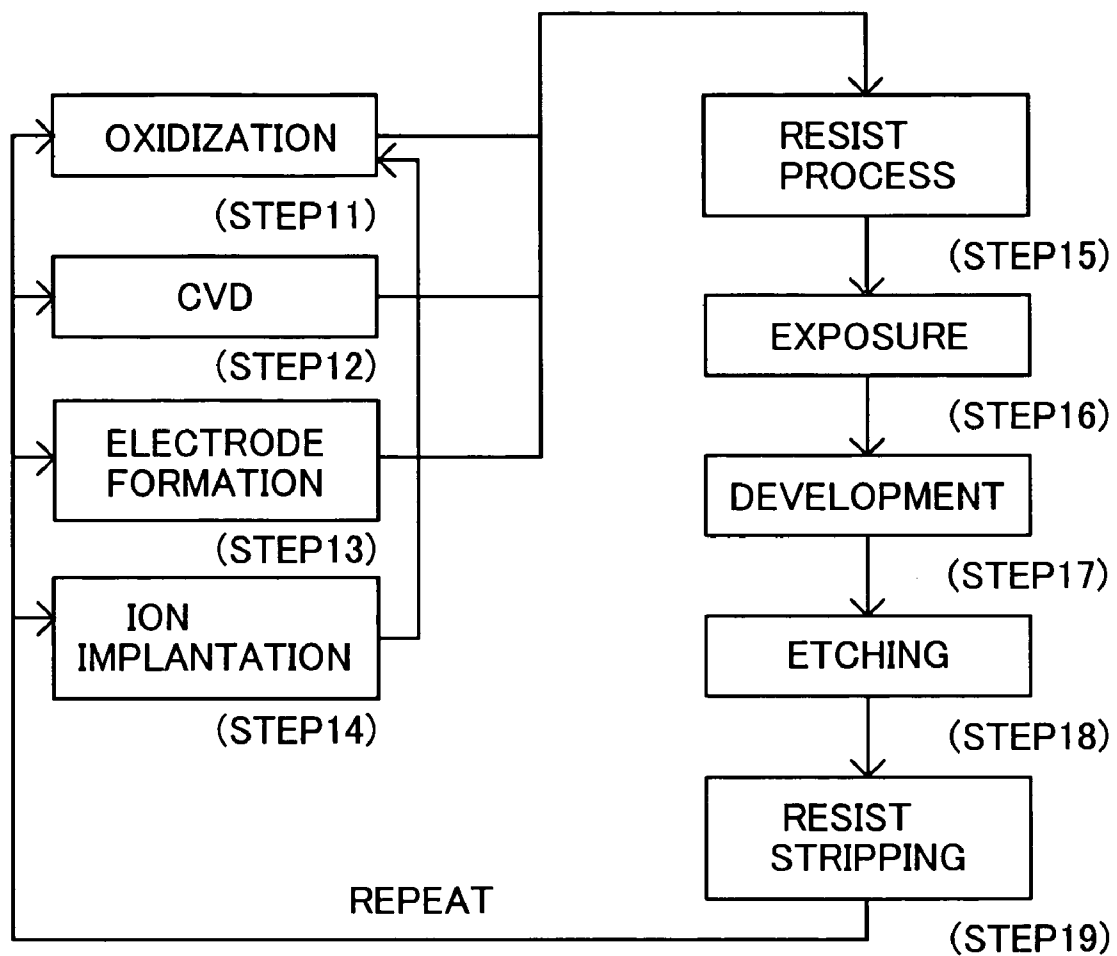 OXIDIZATION
(STEP11)
CVD
(STEP12)
ELECTRODE
FORMATION
(STEP13)
ION
IMPLANTATION
(STEP14)
RESIST
PROCESS
(STEP15)
EXPOSURE
(STEP16)
DEVELOPMENT
(STEP17)
ETCHING
(STEP18)
RESIST
STRIPPING
(STEP19)
REPEAT